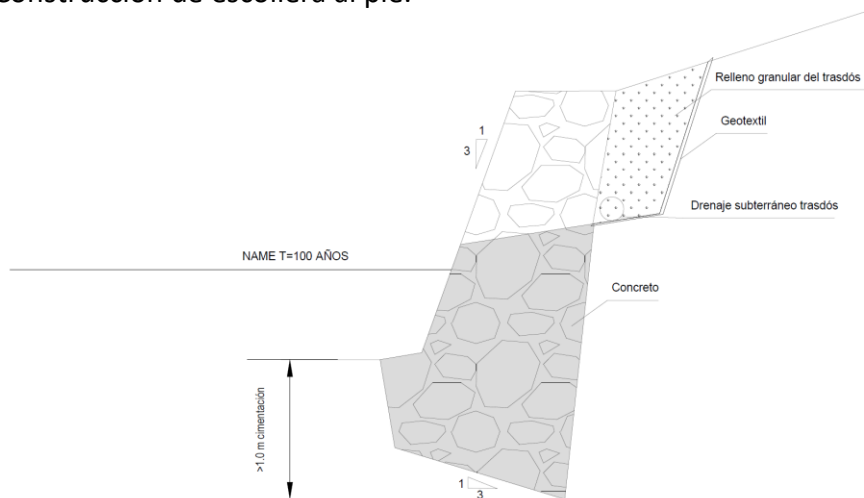 construcción de escollera al pie.
Relleno granular del trasdós
1
3
Geotextil
Drenaje subterráneo trasdós
NAME T=100 AÑOS
Concreto
>1.0 m cimentación
1
3